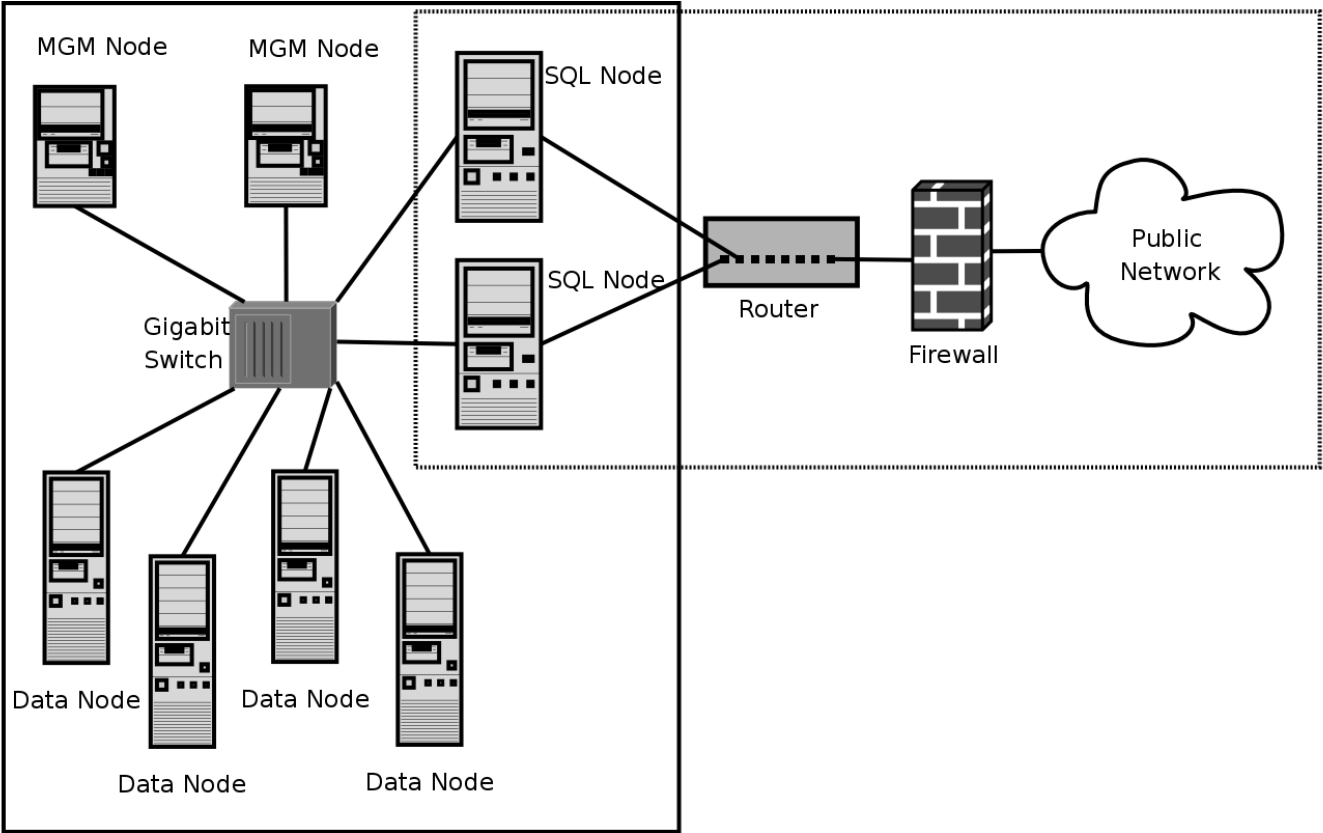 MGM Node
MGM Node
SQL Node
SQL Node
Gigabit
Switch
Router
Firewall
Public
Network
Data Node
Data Node
Data Node
Data Node